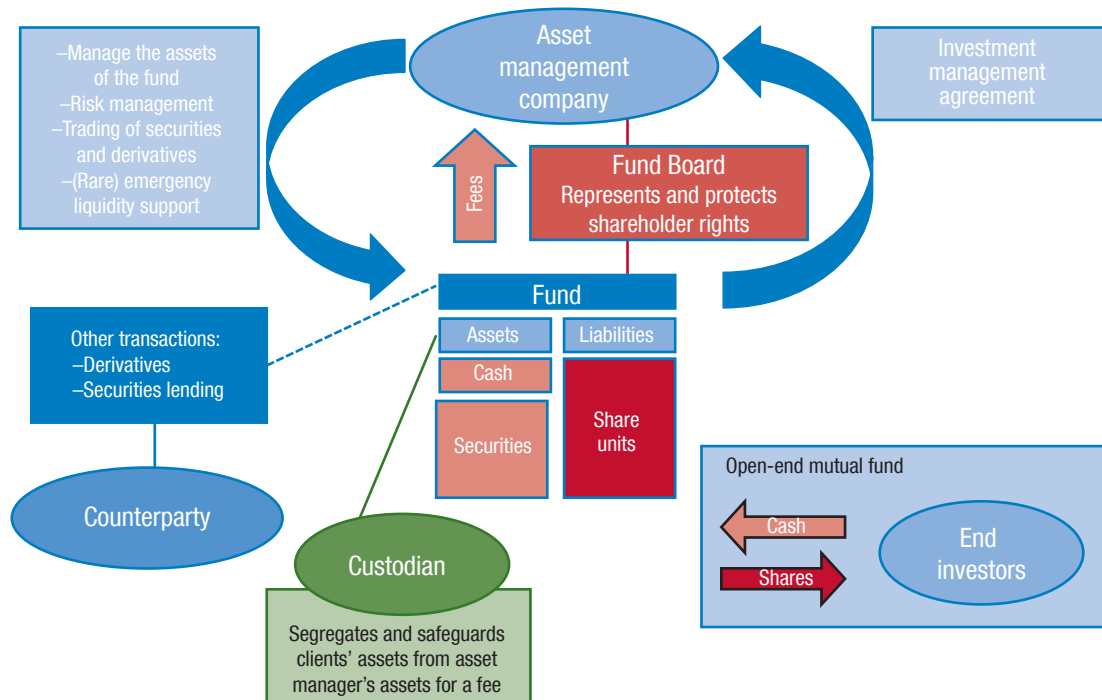 –Manage the assets
of the fund
–Risk management
–Trading of securities
and derivatives
–(Rare) emergency
liquidity support
Asset
management
company
Investment
management
agreement
Fees
Fund Board
Represents and protects
shareholder rights
Fund
Assets
Liabilities
Cash
Securities
Share
units
Other transactions:
–Derivatives
–Securities lending
Counterparty
Custodian
Segregates and safeguards
clients’ assets from asset
manager’s assets for a fee
Open-end mutual fund
Cash
Shares
End
investors